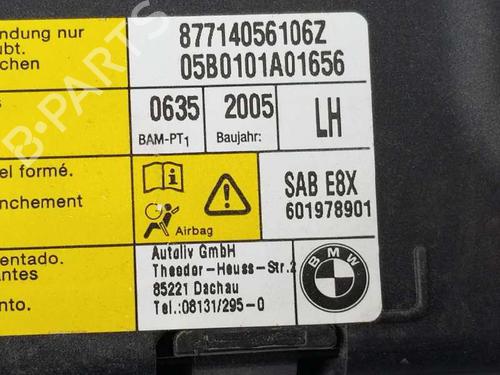 ndung nur
ubt.
chen
87714056106Z
05B0101A01656
s
0635
2005
LH
BAM-PT1
Baujahr:
el formé.
nchement
Airbag
SAB E8X
601978901
entado.
antes
nto.
Autoliv GmbH
Theodor-Heuss-Str.2
85221 Dachau
Tel.:08131/295-0
BMW
B-PARTS